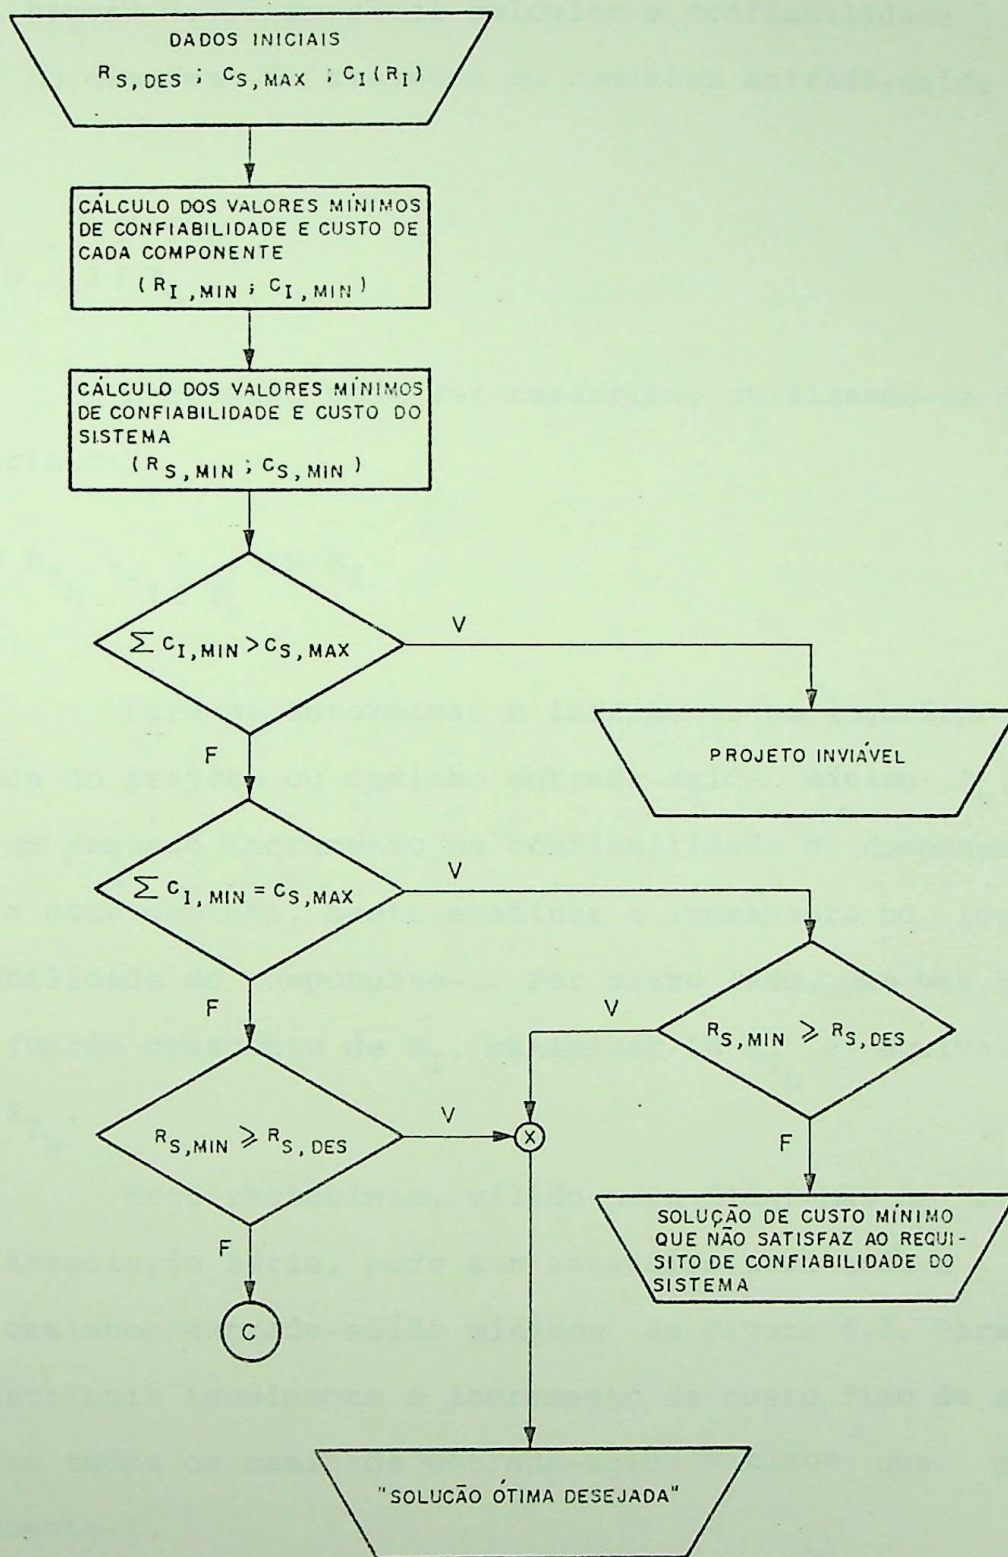 DADOS INICIAIS
R S,DES ; C S,MAX ; C I (R I)
CÁLCULO DOS VALORES MÍNIMOS
DE CONFIABILIDADE E CUSTO DE
CADA COMPONENTE
(R I,MIN ; C I,MIN)
CÁLCULO DOS VALORES MÍNIMOS
DE CONFIABILIDADE E CUSTO DO
SISTEMA
(R S,MIN ; C S,MIN)
∑ C I,MIN > C S,MAX
V
F
PROJETO INVIÁVEL
∑ C I,MIN = C S,MAX
V
F
R S,MIN ⩾ R S,DES
V
F
R S,MIN ⩾ R S,DES
V
X
F
SOLUÇÃO DE CUSTO MÍNIMO
QUE NÃO SATISFAZ AO REQUI-
SITO DE CONFIABILIDADE DO
SISTEMA
C
"SOLUCÃO ÓTIMA DESEJADA"